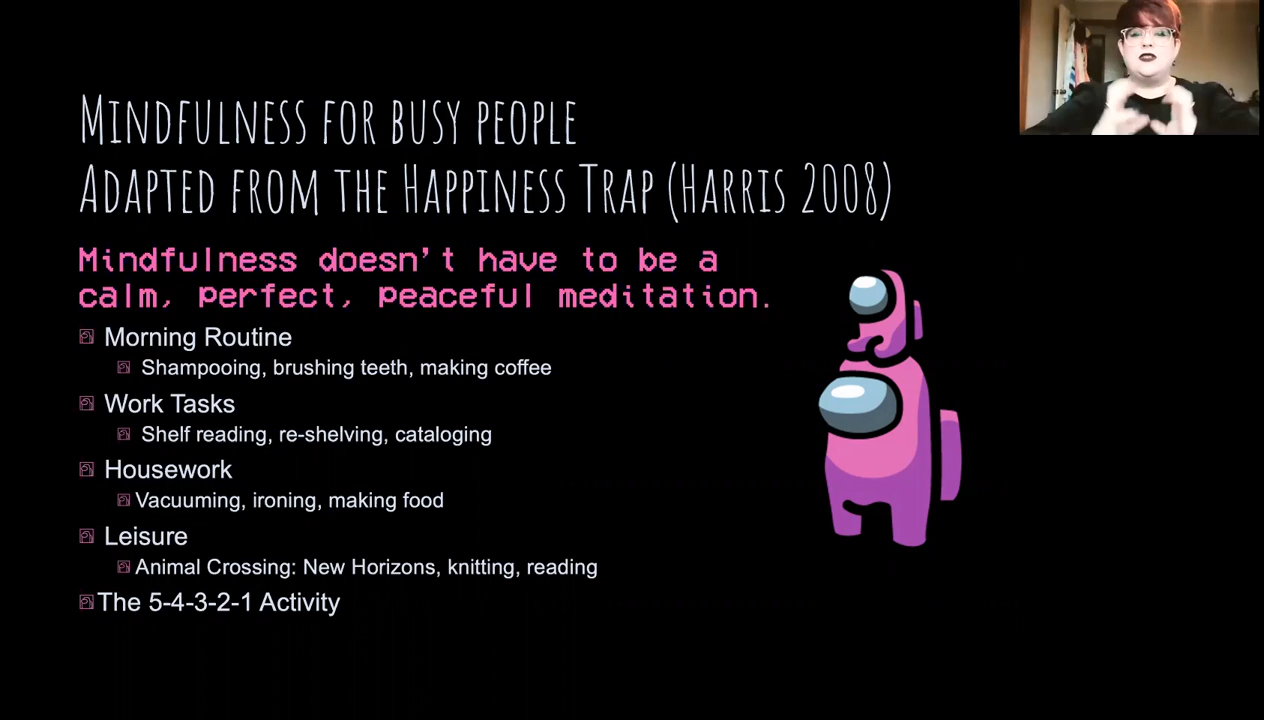 Mindfulness for busy people
Adapted from the Happiness Trap (Harris 2008)
Mindfulness doesn't have to be a
calm, perfect, peaceful meditation.
Morning Routine
Shampooing, brushing teeth, making coffee
Work Tasks
Shelf reading, re-shelving, cataloging
Housework
Vacuuming, ironing, making food
Leisure
Animal Crossing: New Horizons, knitting, reading
The 5-4-3-2-1 Activity